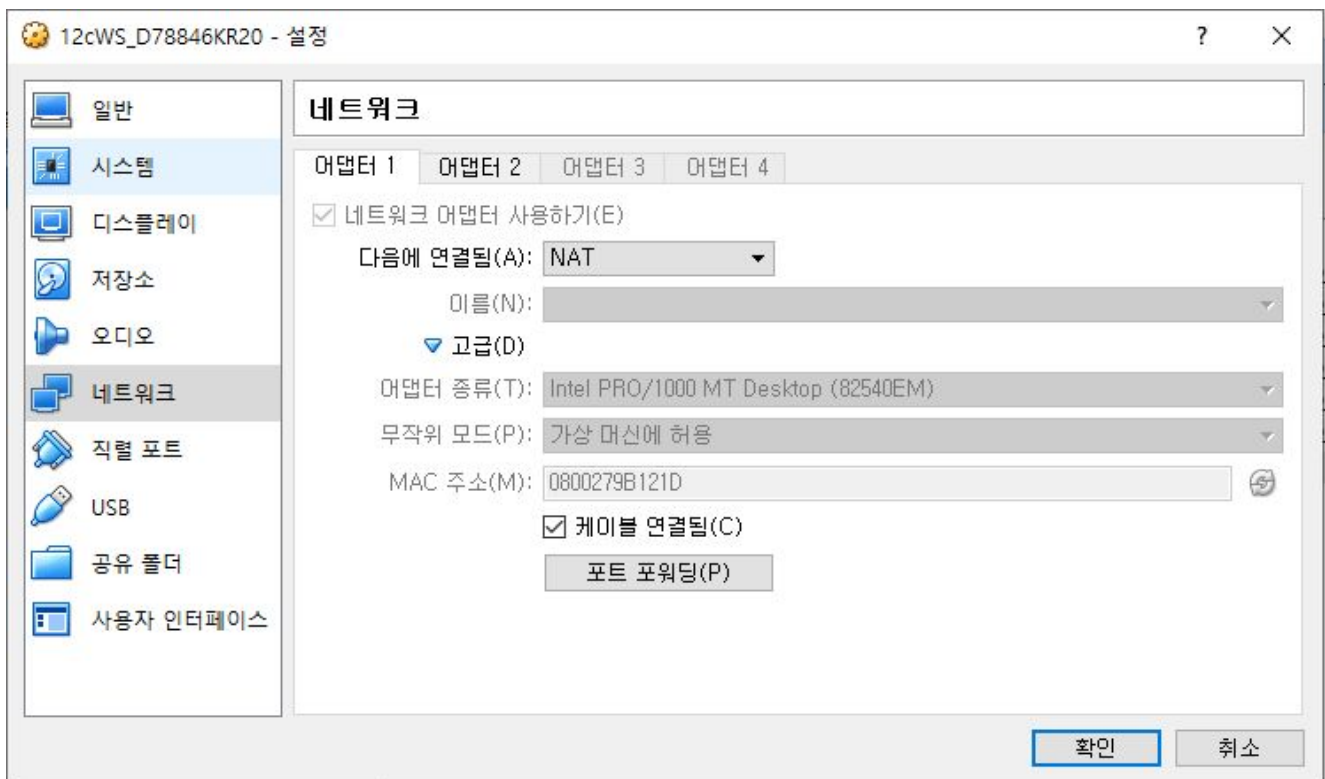 12cWS_D78846KR20 - 설정
?
일반
시스템
디스플레이
저장소
오디오
네트워크
직렬 포트
USB
공유 폴더
사용자 인터페이스
네트워크
어댑터 1 어댑터 2 어댑터 3 어댑터 4
네트워크 어댑터 사용하기(E)
다음에 연결됨(A): NAT
이름(N):
고급(D)
어댑터 종류(T): Intel PRO/1000 MT Desktop (82540EM)
무작위 모드(P): 가상 머신에 허용
MAC 주소(M): 0800279B121D
케이블 연결됨(C)
포트 포워딩(P)
확인 취소